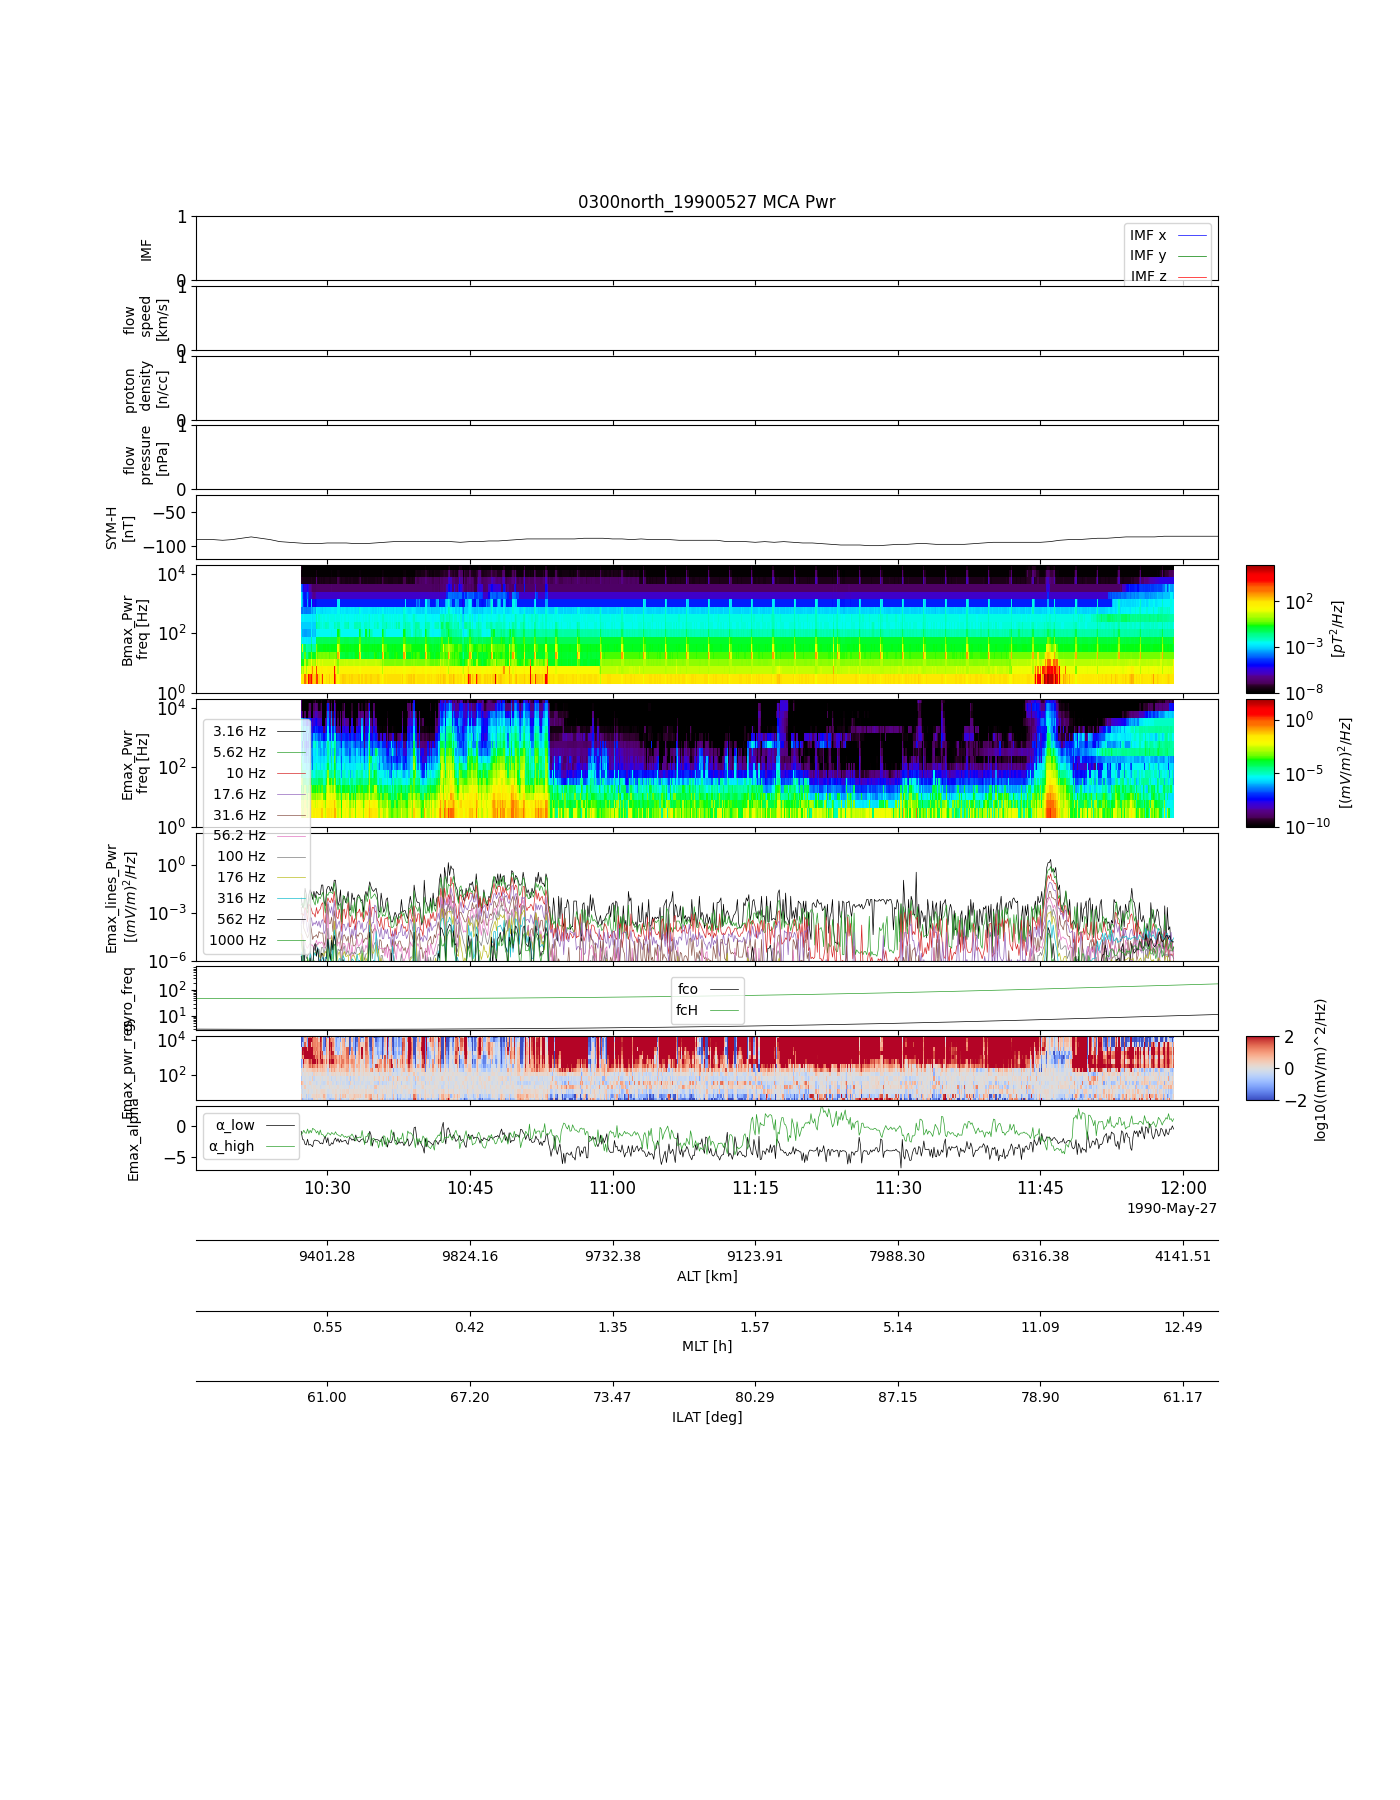 0300north_19900527 MCA Pwr
1
0
IMF
IMF x
IMF y
IMF z
1
0
flow
speed
[km/s]
1
0
proton
density
[n/cc]
1
0
flow
pressure
[nPa]
−50
−100
SYM-H
[nT]
10^4
10^2
10^0
Bmax_Pwr
freq [Hz]
10^2
10^−3
10^−8
[pT^2/Hz]
10^4
10^2
10^0
Emax_Pwr
freq [Hz]
10^0
10^−5
10^−10
[(mV/m)^2/Hz]
3.16 Hz
5.62 Hz
10 Hz
17.6 Hz
31.6 Hz
56.2 Hz
100 Hz
176 Hz
316 Hz
562 Hz
1000 Hz
10^0
10^−3
10^−6
Emax_lines_Pwr
[(mV/m)^2/Hz]
10^2
10^1
gyro_freq
fco
fcH
10^4
10^2
Emax_pwr_reg
2
0
−2
log10((mV/m)^2/Hz)
0
−5
Emax_alpha
α_low
α_high
10:30 10:45 11:00 11:15 11:30 11:45 12:00
1990-May-27
9401.28 9824.16 9732.38 9123.91 7988.30 6316.38 4141.51
ALT [km]
0.55 0.42 1.35 1.57 5.14 11.09 12.49
MLT [h]
61.00 67.20 73.47 80.29 87.15 78.90 61.17
ILAT [deg]